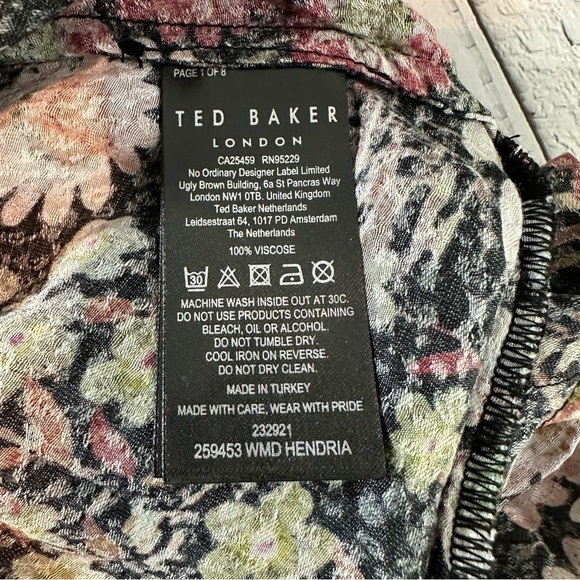 PAGE 1 OF 8
TED BAKER
LONDON
CA25459 RN95229
No Ordinary Designer Label Limited
Ugly Brown Building, 6a St Pancras Way
London NW1 0TB. United Kingdom
Ted Baker Netherlands
Leidsestraat 64, 1017 PD Amsterdam
The Netherlands
100% VISCOSE
30
MACHINE WASH INSIDE OUT AT 30C.
DO NOT USE PRODUCTS CONTAINING
BLEACH, OIL OR ALCOHOL.
DO NOT TUMBLE DRY.
COOL IRON ON REVERSE.
DO NOT DRY CLEAN.
MADE IN TURKEY
MADE WITH CARE, WEAR WITH PRIDE
232921
259453 WMD HENDRIA